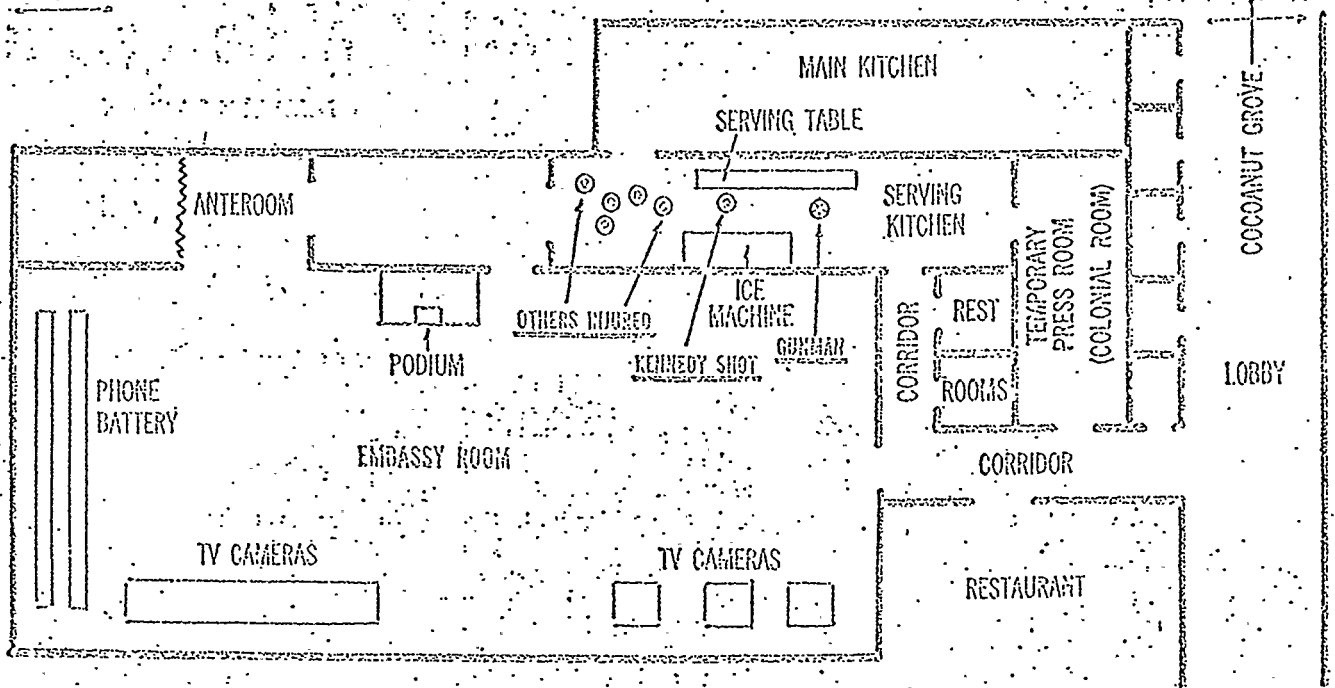 MAIN KITCHEN
SERVING TABLE
ANTEROOM
SERVING
KITCHEN
TEMPORARY
PRESS ROOM
(COLONIAL ROOM)
COCOANUT GROVE
OTHERS INJURED
ICE
MACHINE
KENNEDY SHOT
GUNMAN
CORRIDOR
REST
ROOMS
PODIUM
PHONE
BATTERY
LOBBY
EMBASSY ROOM
CORRIDOR
TV CAMERAS
TV CAMERAS
RESTAURANT